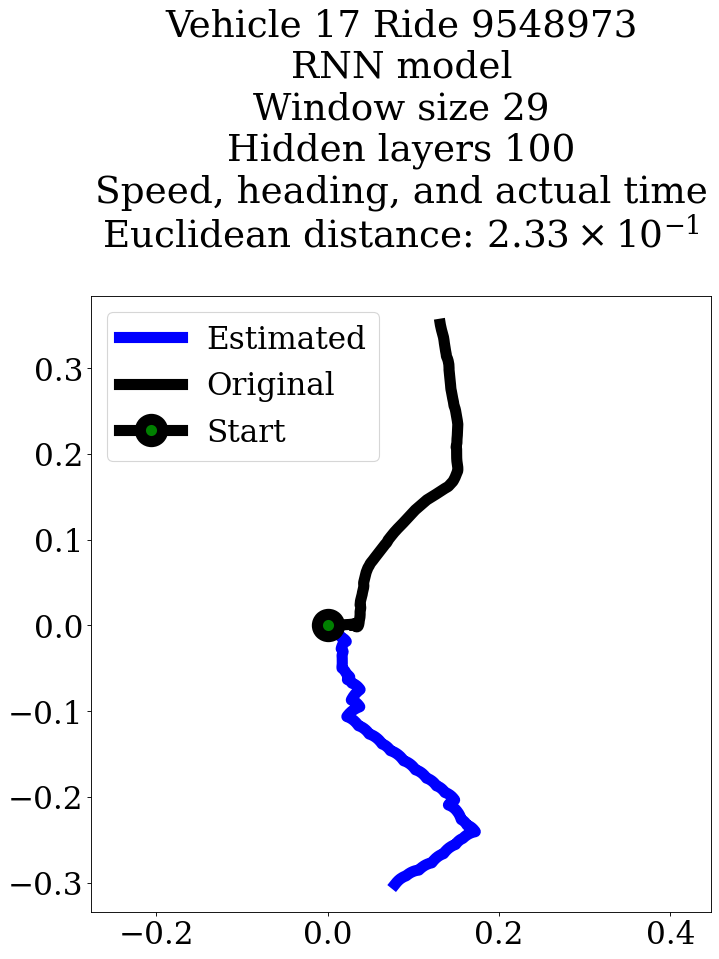 Vehicle 17 Ride 9548973
RNN model
Window size 29
Hidden layers 100
Speed, heading, and actual time
Euclidean distance: 2.33 × 10⁻¹
Estimated
Original
Start
0.3
0.2
0.1
0.0
−0.1
−0.2
−0.3
−0.2 0.0 0.2 0.4